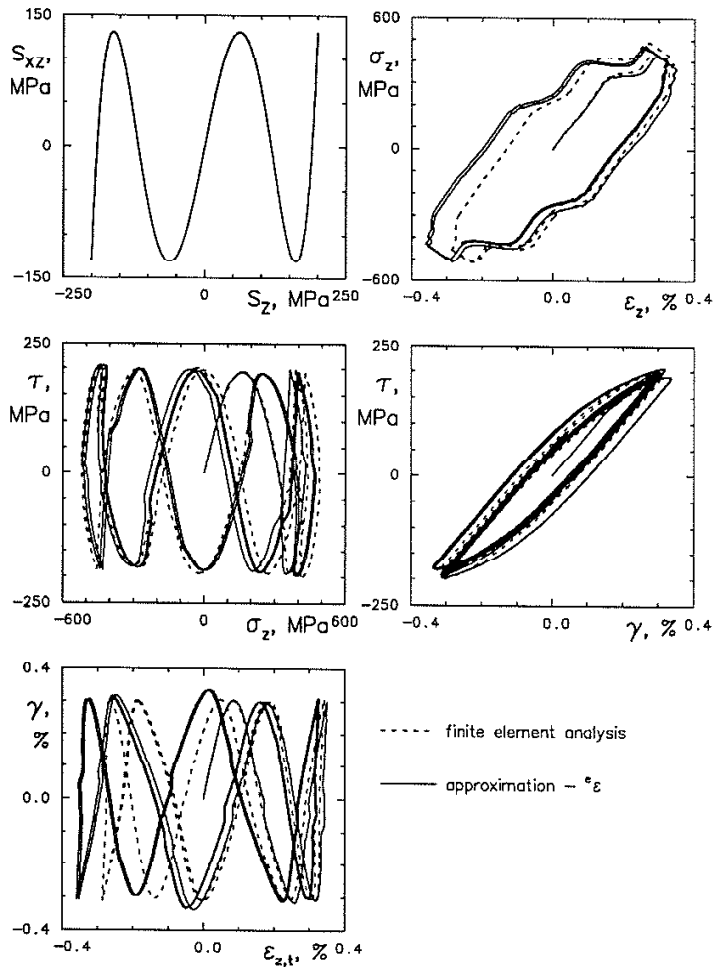 150
S_xz, MPa
0
-150
-250 0 250
S_z, MPa
600
σ_z, MPa
0
-600
-0.4 0.0 0.4
ε_z, %
250
τ, MPa
0
-250
-600 0 600
σ_z, MPa
250
τ, MPa
0
-250
-0.4 0.0 0.4
γ, %
0.4
γ, %
0.0
-0.4
-0.4 0.0 0.4
ε_z,t, %
finite element analysis
approximation - ^eε